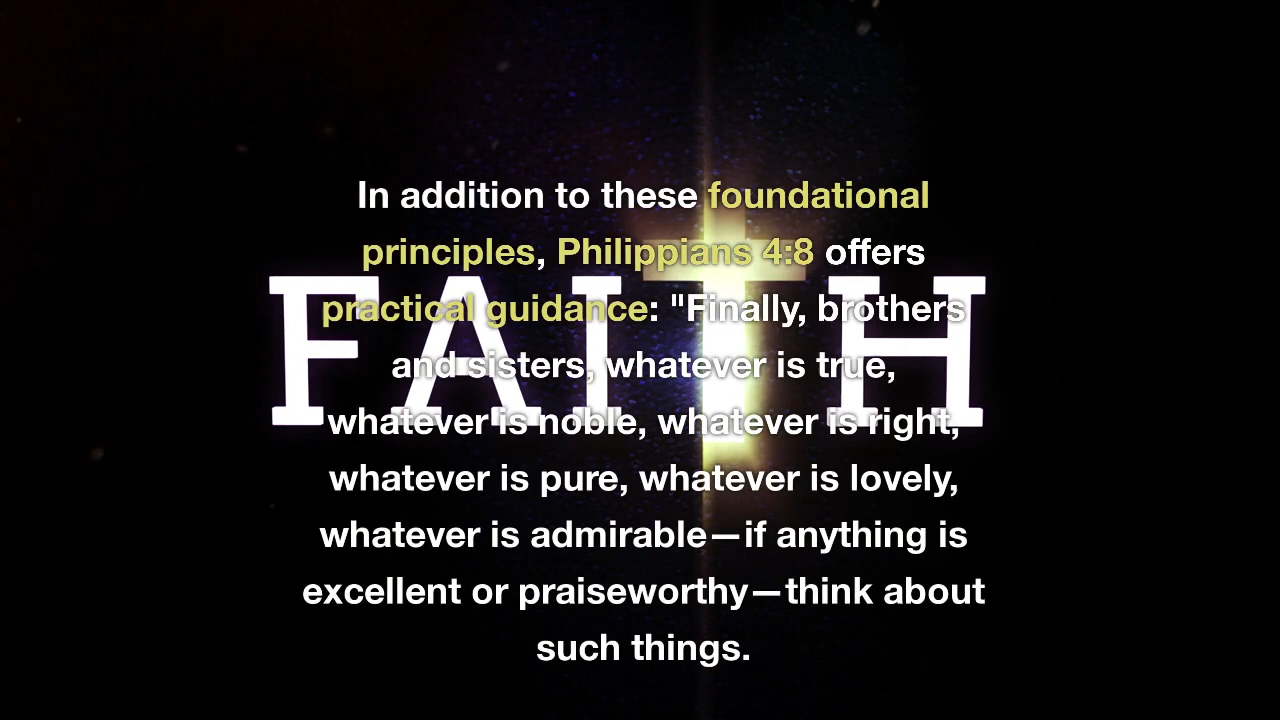 In addition to these foundational
principles, Philippians 4:8 offers
FAITH
practical guidance: "Finally, brothers
and sisters, whatever is true,
whatever is noble, whatever is right,
whatever is pure, whatever is lovely,
whatever is admirable—if anything is
excellent or praiseworthy—think about
such things.